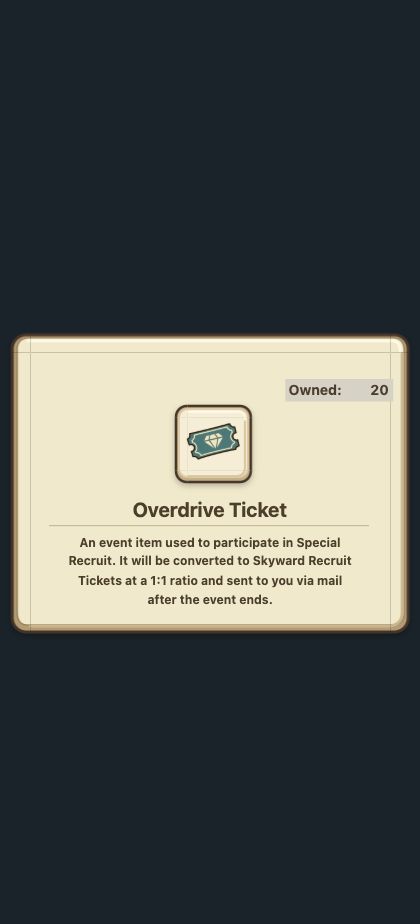 Owned: 20
Overdrive Ticket
An event item used to participate in Special
Recruit. It will be converted to Skyward Recruit
Tickets at a 1:1 ratio and sent to you via mail
after the event ends.